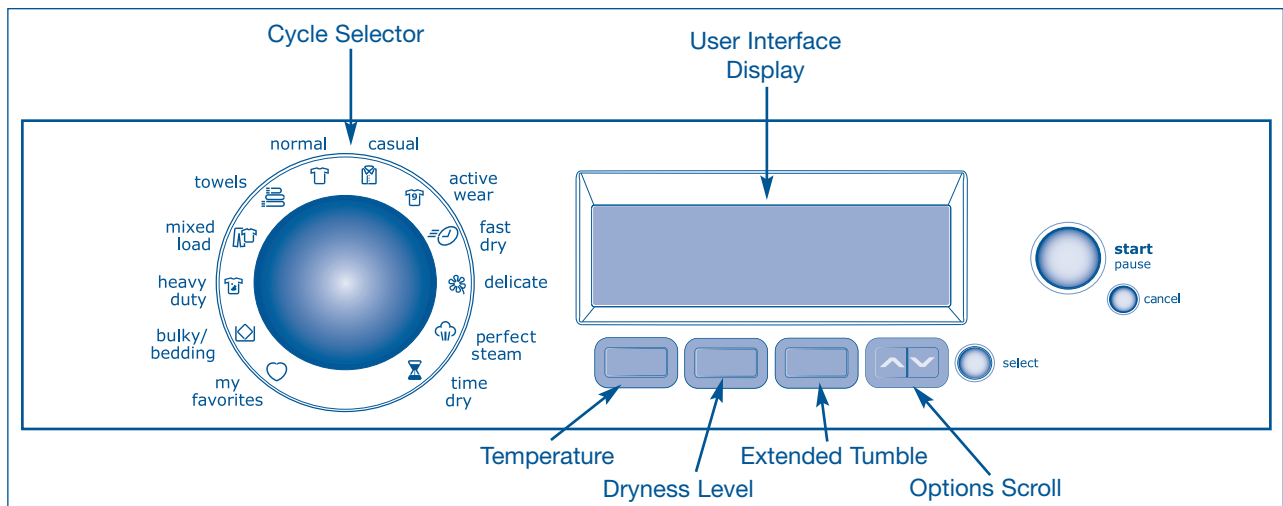 Cycle Selector
User Interface
Display
normal
casual
towels
active
wear
mixed
load
fast
dry
heavy
duty
delicate
bulky/
bedding
perfect
steam
my
favorites
time
dry
9
start
pause
cancel
select
Temperature
Extended Tumble
Dryness Level
Options Scroll